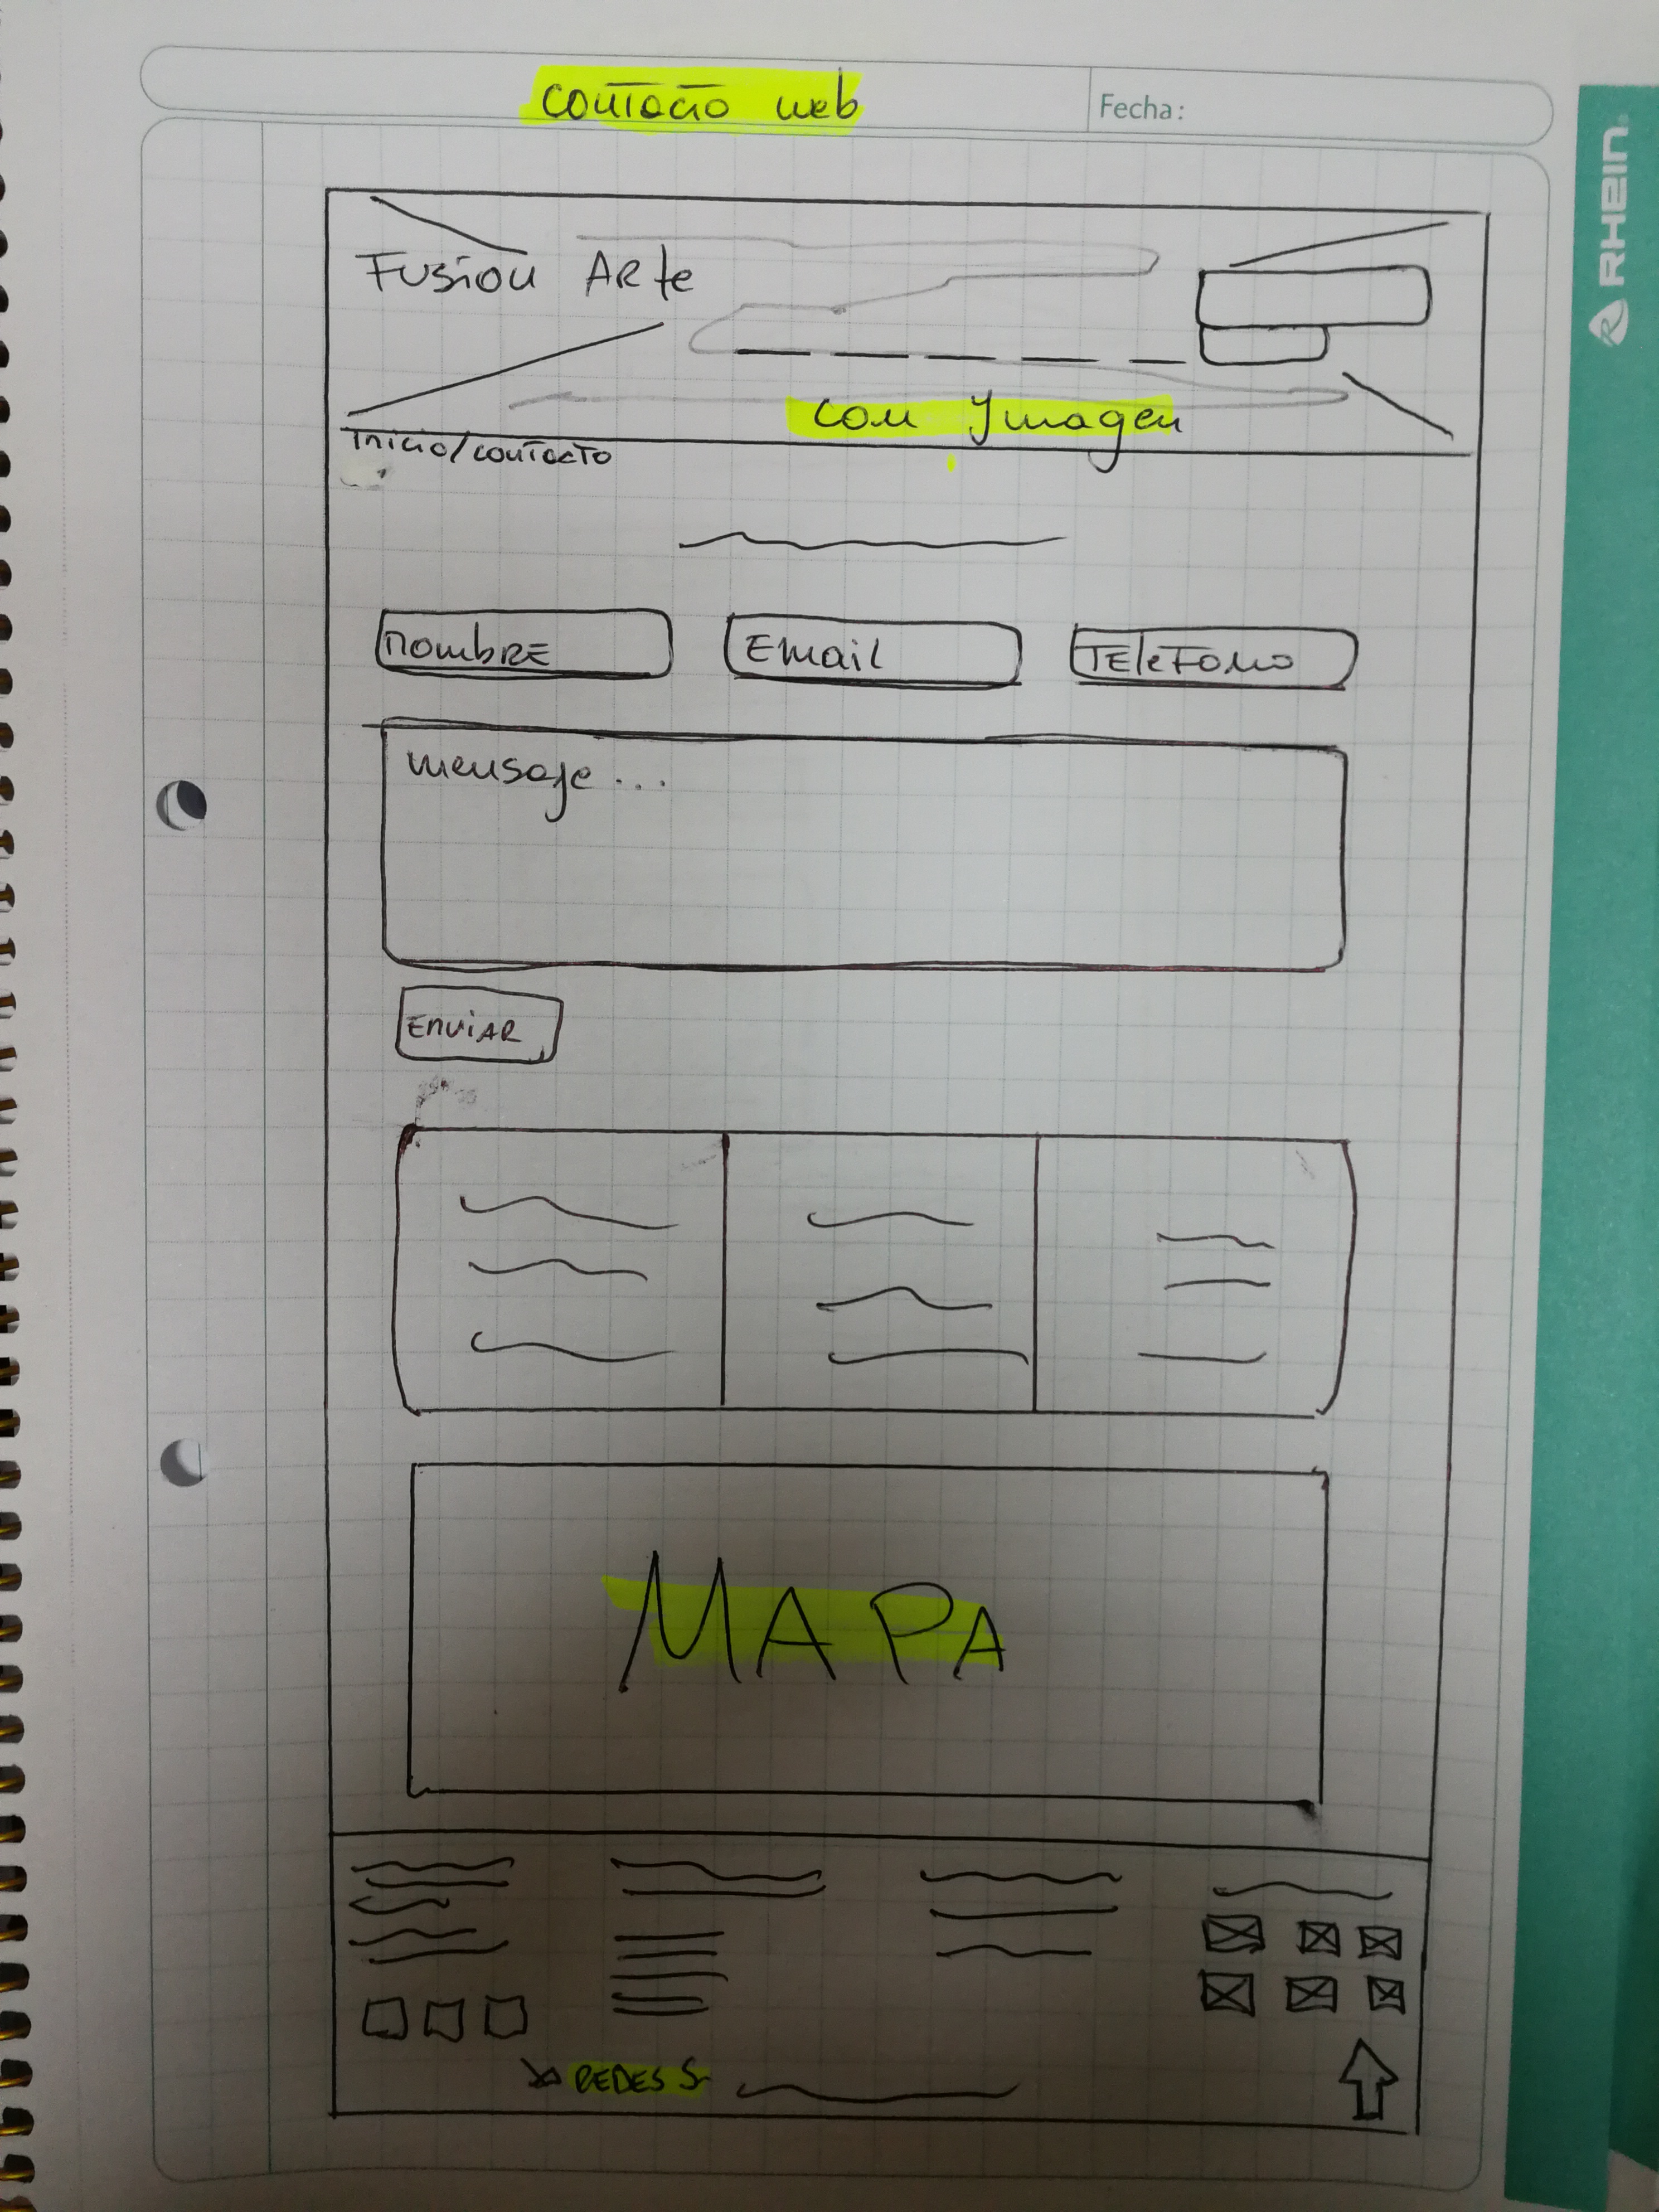 contacto web
Fecha:
RHEIN
Fusion Arte
con Imagen
Inicio/contacto
nombre
Email
Telefono
mensaje...
ENVIAR
MAPA
REDES S